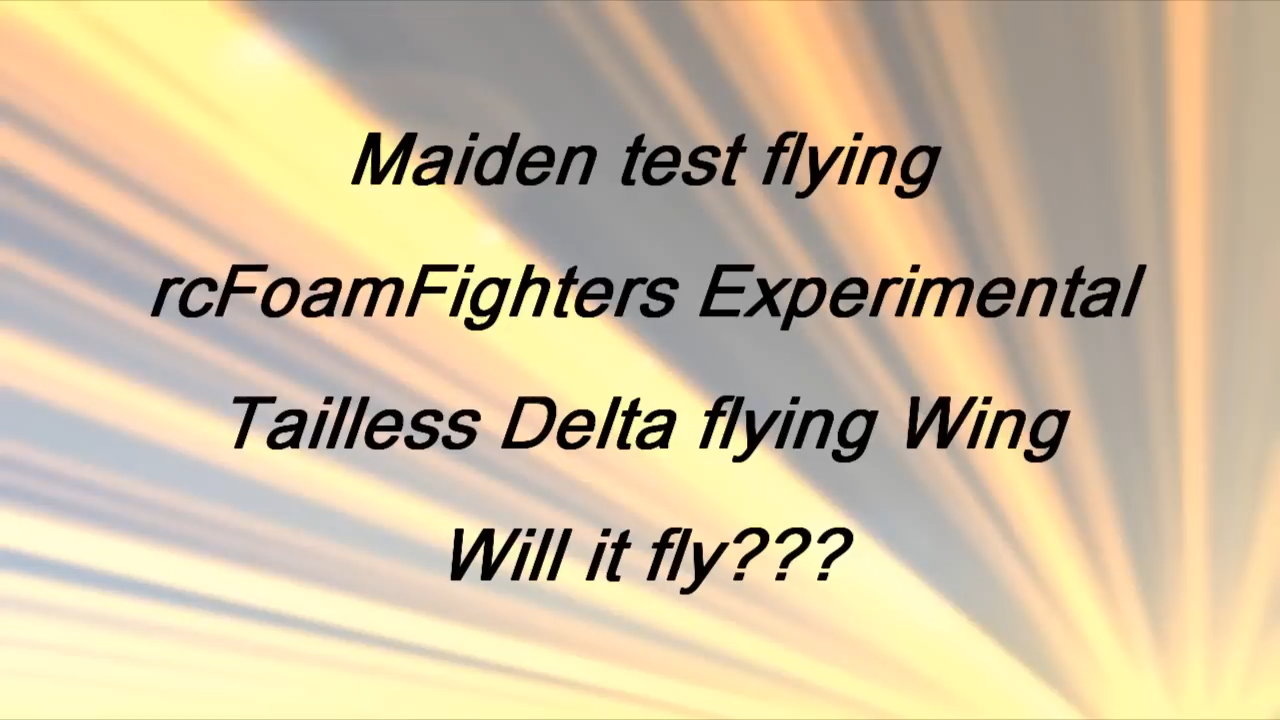 Maiden test flying
rcFoamFighters Experimental
Tailless Delta flying Wing
Will it fly???